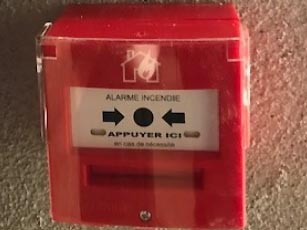 ALARME INCENDIE
APPUYER ICI
en cas de nécessité